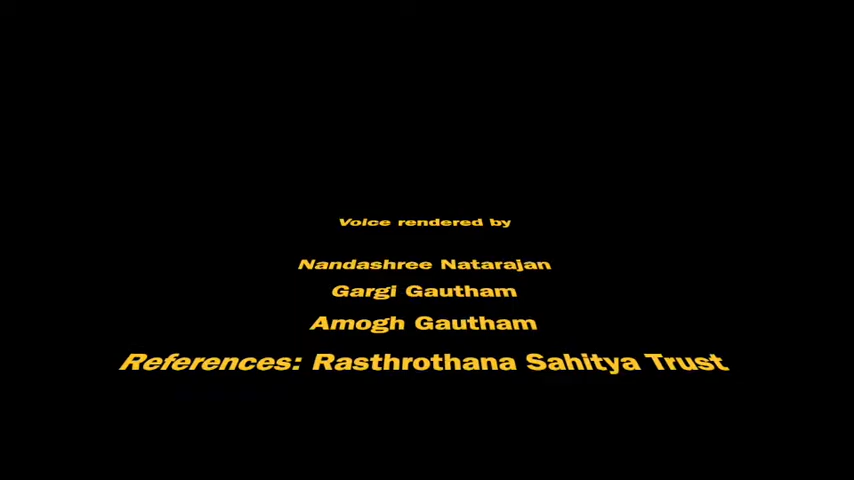 Voice rendered by
Nandashree Natarajan
Gargi Gautham
Amogh Gautham
References: Rasthrothana Sahitya Trust